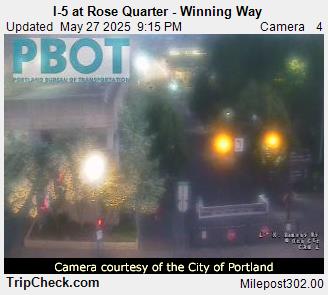 I-5 at Rose Quarter - Winning Way
Updated May 27 2025 9:15 PM Camera 4
PBOT
PORTLAND BUREAU OF TRANSPORTATION
Camera courtesy of the City of Portland
TripCheck.com Milepost302.00